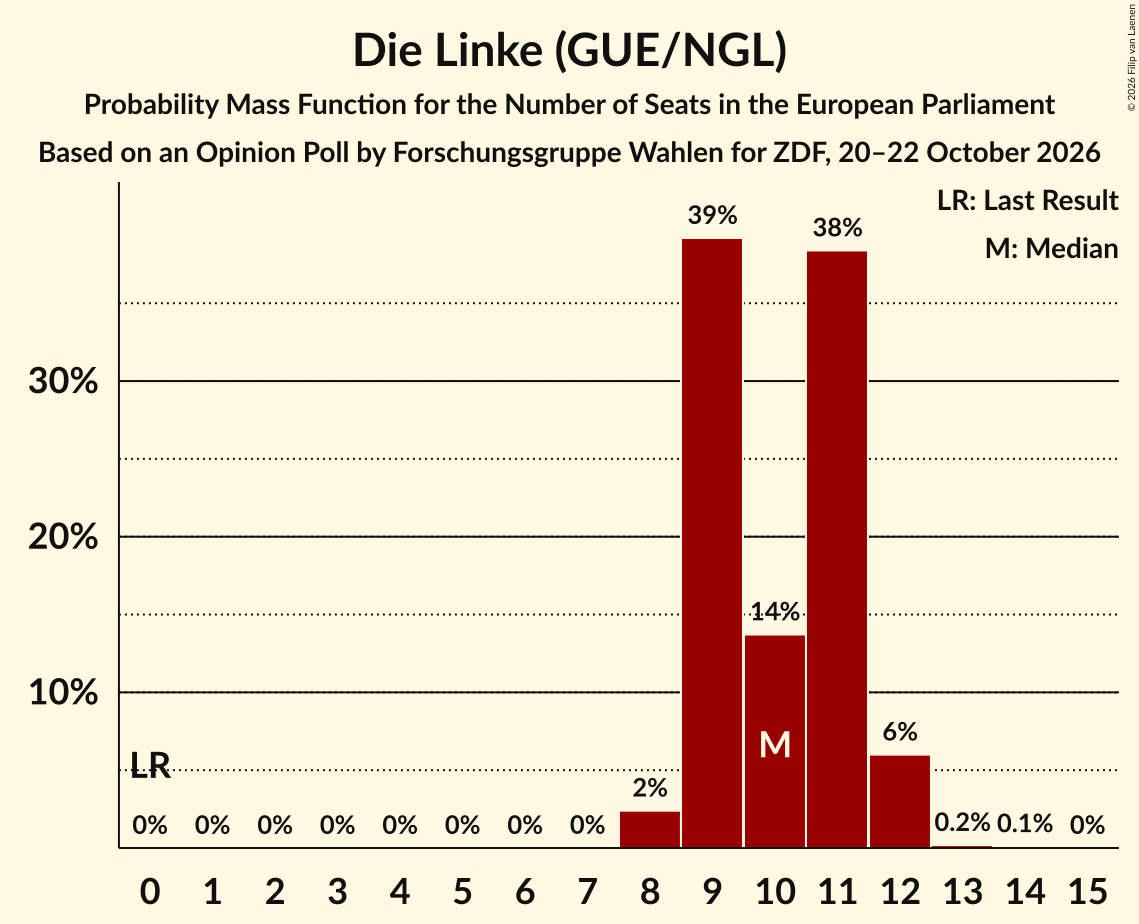 Die Linke (GUE/NGL)
Probability Mass Function for the Number of Seats in the European Parliament
Based on an Opinion Poll by Forschungsgruppe Wahlen for ZDF, 20–22 October 2026
© 2026 Filip van Laenen
LR: Last Result
M: Median
39%
38%
30%
20%
14%
10%
M
6%
LR
2%
0% 0% 0% 0% 0% 0% 0% 0% 0.2% 0.1% 0%
0 1 2 3 4 5 6 7 8 9 10 11 12 13 14 15